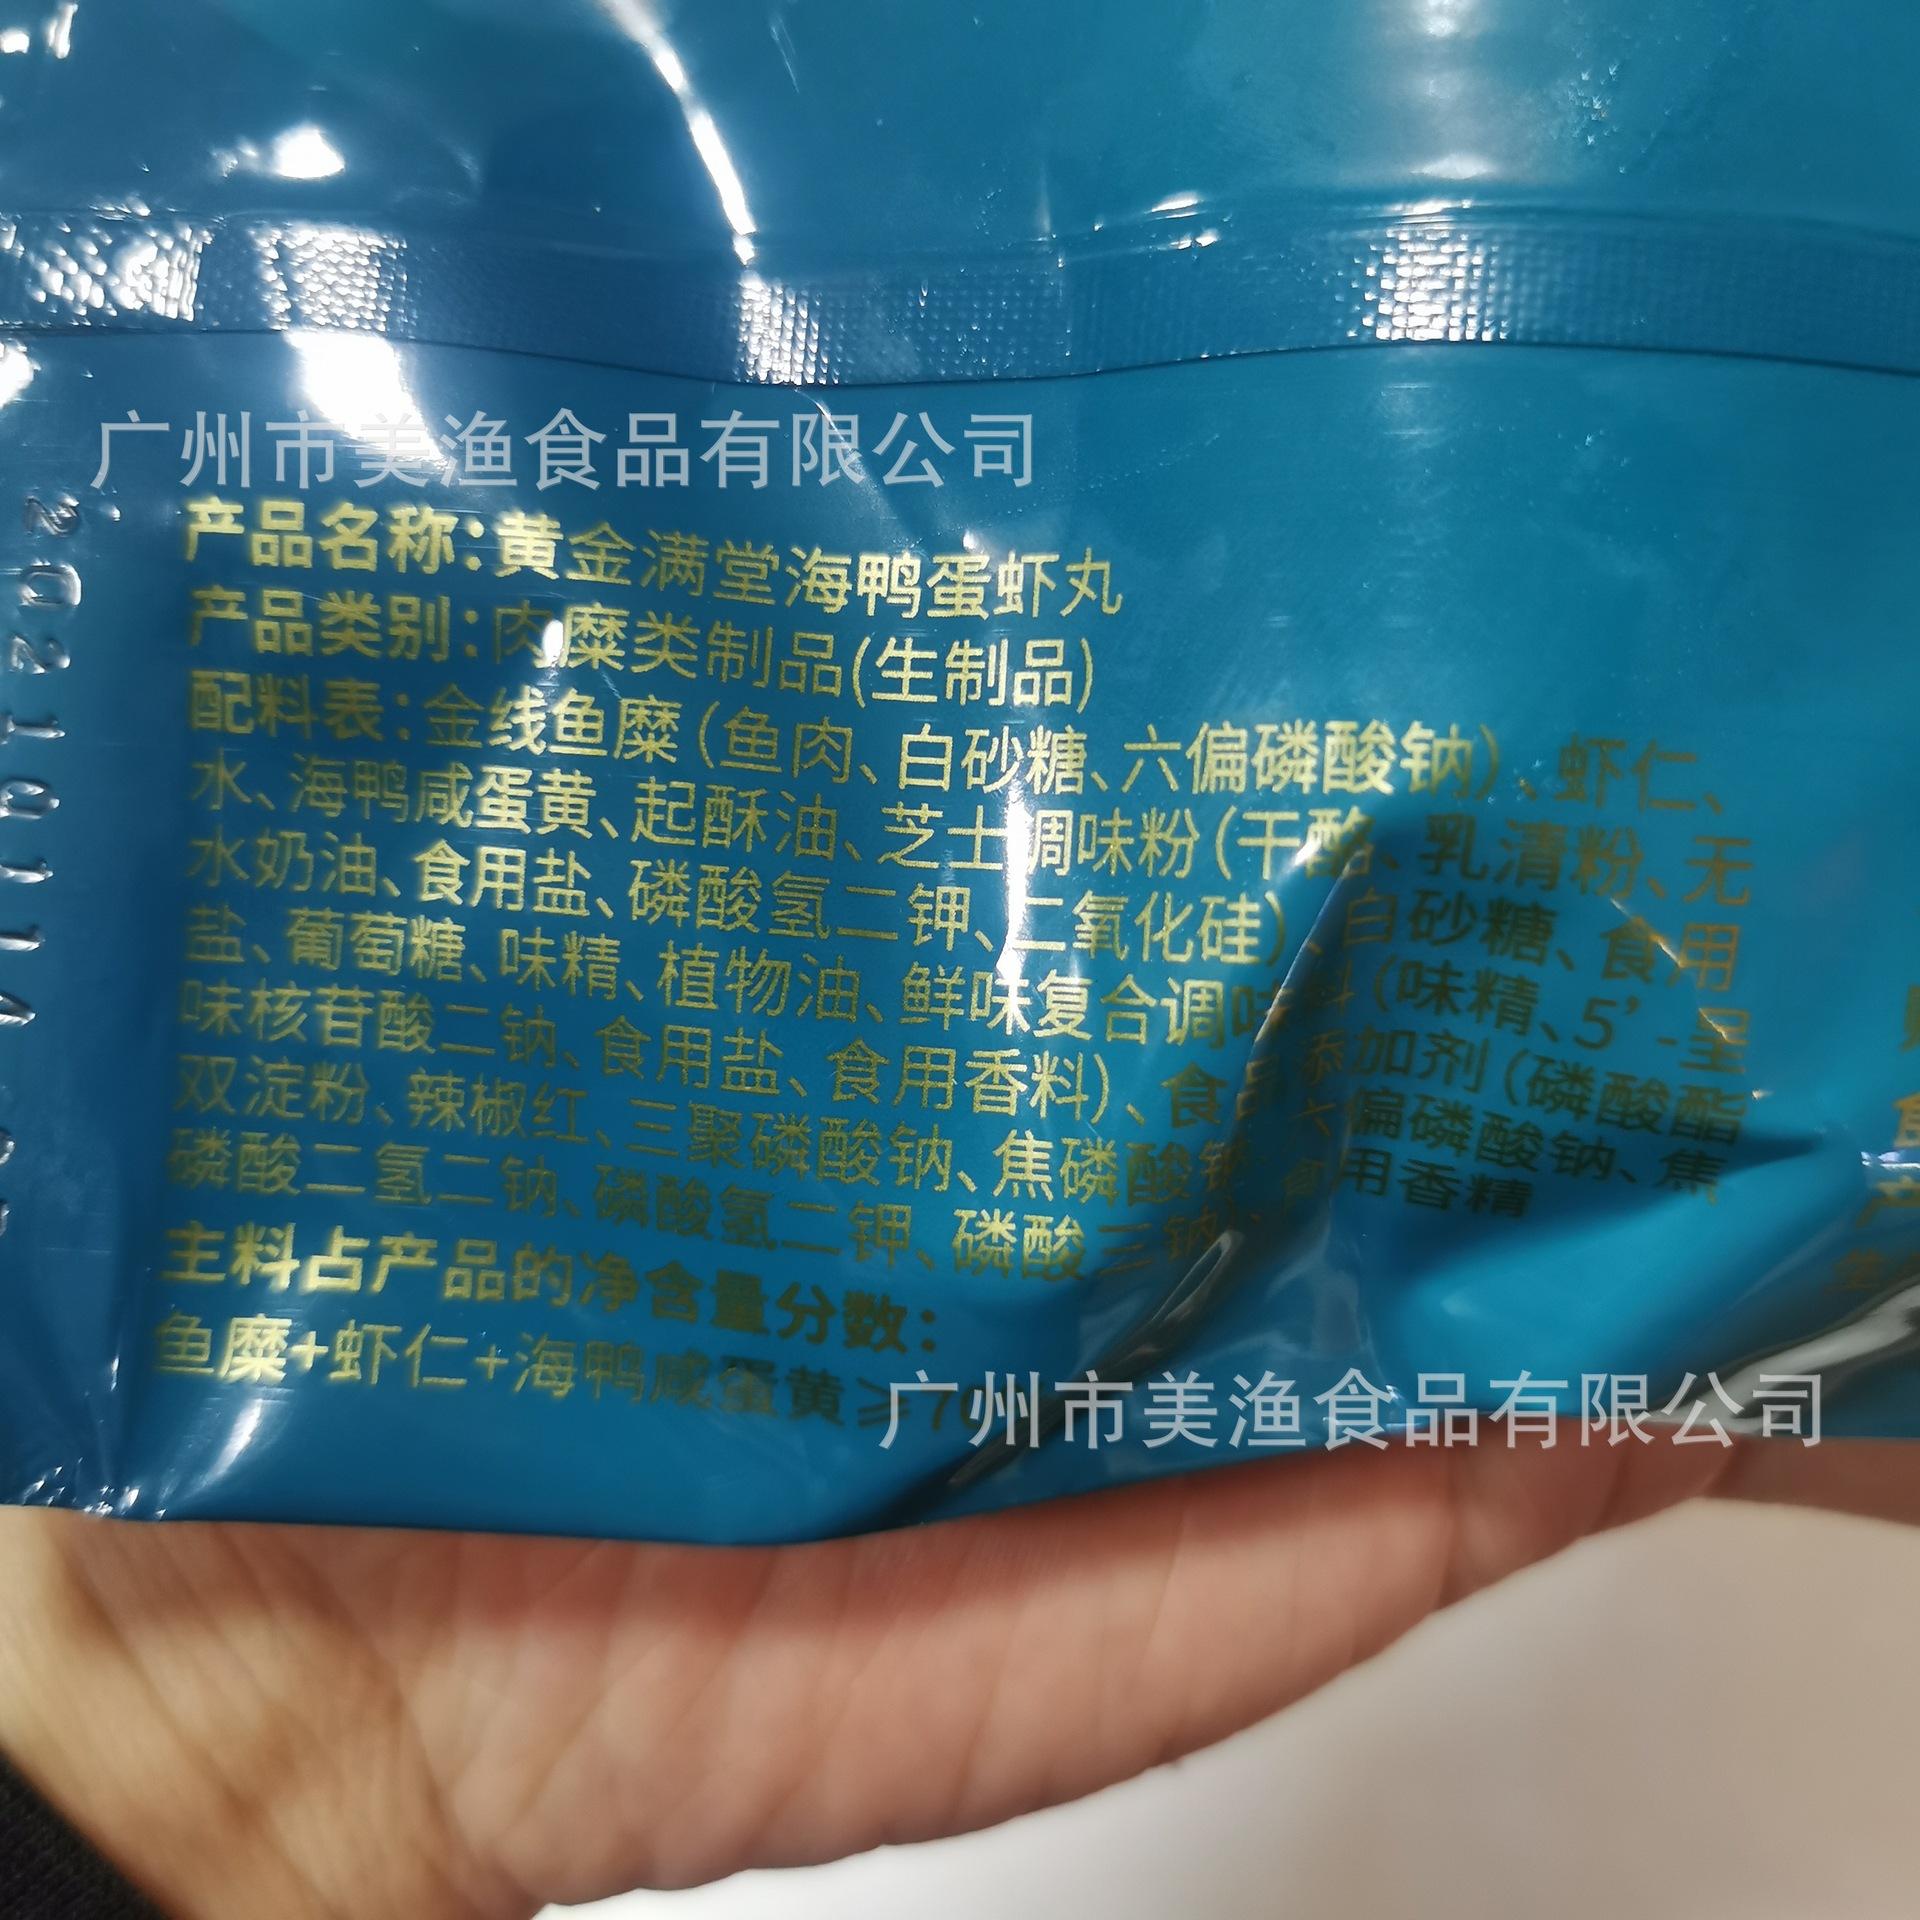 广州市美渔食品有限公司
产品名称:黄金满堂海鸭蛋虾丸
产品类别:肉糜类制品(生制品)
配料表:金线鱼糜(鱼肉、白砂糖、六偏磷酸钠)、虾仁、
水、海鸭咸蛋黄、起酥油、芝士调味粉(干酪、乳清粉、无
水奶油、食用盐、磷酸氢二钾、二氧化硅)、白砂糖、食用
盐、葡萄糖、味精、植物油、鲜味复合调味料(味精、5’-呈
味核苷酸二钠、食用盐、食用香料)、食品添加剂(磷酸酯
双淀粉、辣椒红、三聚磷酸钠、焦磷酸钠、六偏磷酸钠、焦
磷酸二氢二钠、磷酸氢二钾、磷酸三钠)、食用香精
主料占产品的净含量分数:
鱼糜+虾仁+海鸭咸蛋黄≥
广州市美渔食品有限公司